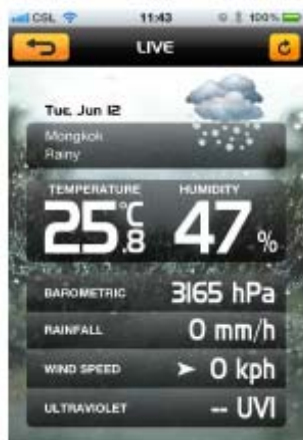 CSL 11:43 100%
LIVE
Tue, Jun 12
Mongkok
Rainy
TEMPERATURE HUMIDITY
25.8°C 47%
BAROMETRIC 3165 hPa
RAINFALL 0 mm/h
WIND SPEED ➤ 0 kph
ULTRAVIOLET -- UVI